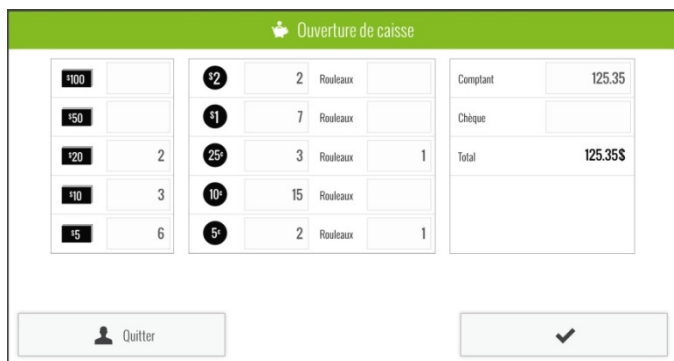 Ouverture de caisse
$100 $2 2 Rouleaux Comptant 125.35
$50 $1 7 Rouleaux Chèque
$20 2 25¢ 3 Rouleaux 1 Total 125.35$
$10 3 10¢ 15 Rouleaux
$5 6 5¢ 2 Rouleaux 1
Quitter